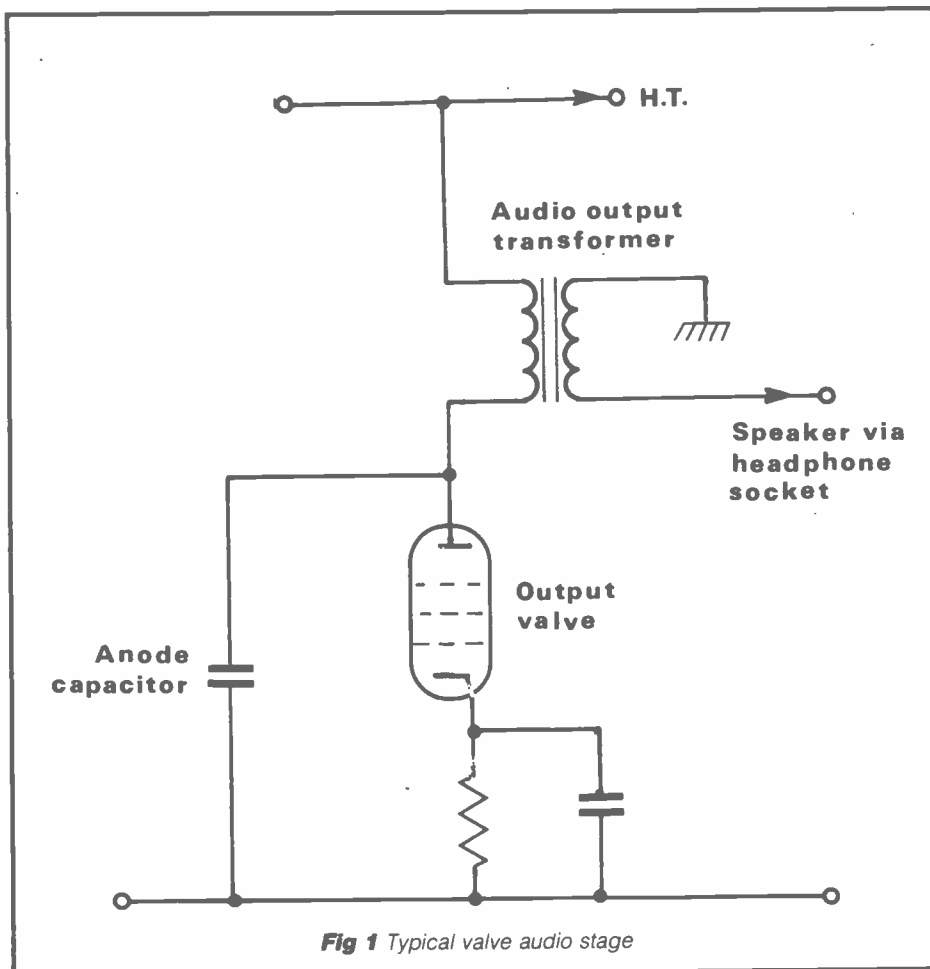 H.T.
Audio output
transformer
Speaker via
headphone
socket
Output
valve
Anode
capacitor
Fig 1 Typical valve audio stage